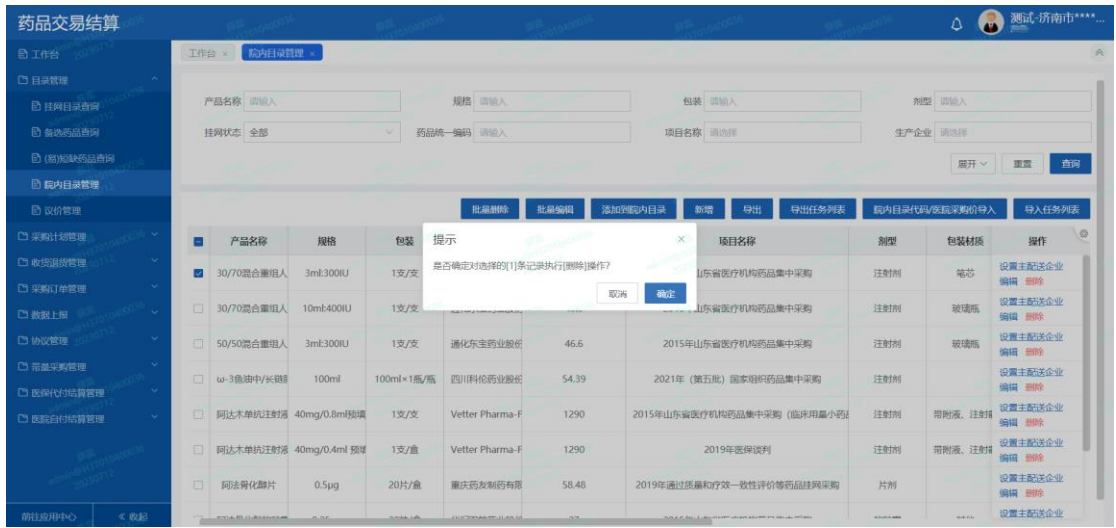 药品交易结算
测试-济南市****...
工作台
目录管理
挂网目录查询
备选药品查询
(易)短缺药品查询
院内目录管理
议价管理
采购计划管理
收货退货管理
采购订单管理
数据上报
协议管理
带量采购管理
医保代付结算管理
医院自付结算管理
前往应用中心 收起
工作台 × 院内目录管理 ×
产品名称 请输入 规格 请输入 包装 请输入 剂型 请输入
挂网状态 全部 药品统一编码 请输入 项目名称 请选择 生产企业 请选择
展开 重置 查询
批量删除 批量编辑 添加到院内目录 新增 导出 导出任务列表 院内目录代码/医院采购价导入 导入任务列表
产品名称 规格 包装 项目名称 剂型 包装材质 操作
提示 ×
是否确定对选择的[1]条记录执行[删除]操作?
取消 确定
30/70混合重组人 3ml:300IU 1支/支 山东省医疗机构药品集中采购 注射剂 笔芯 设置主配送企业
编辑 删除
30/70混合重组人 10ml:400IU 1支/支 年山东省医疗机构药品集中采购 注射剂 玻璃瓶 设置主配送企业
编辑 删除
50/50混合重组人 3ml:300IU 1支/支 通化东宝药业股份 46.6 2015年山东省医疗机构药品集中采购 注射剂 玻璃瓶 设置主配送企业
编辑 删除
ω-3鱼油中/长链脂 100ml 100ml×1瓶/瓶 四川科伦药业股份 54.39 2021年（第五批）国家组织药品集中采购 注射剂 设置主配送企业
编辑 删除
阿达木单抗注射液 40mg/0.8ml预填 1支/支 Vetter Pharma-F 1290 2015年山东省医疗机构药品集中采购（临床用量小药品 注射剂 带附液、注射器 设置主配送企业
编辑 删除
阿达木单抗注射液 40mg/0.4ml 预填 1支/盒 Vetter Pharma-F 1290 2019年医保谈判 注射剂 带附液、注射器 设置主配送企业
编辑 删除
阿法骨化醇片 0.5μg 20片/盒 重庆药友制药有限 58.48 2019年通过质量和疗效一致性评价等药品挂网采购 片剂 设置主配送企业
编辑 删除
设置主配送企业